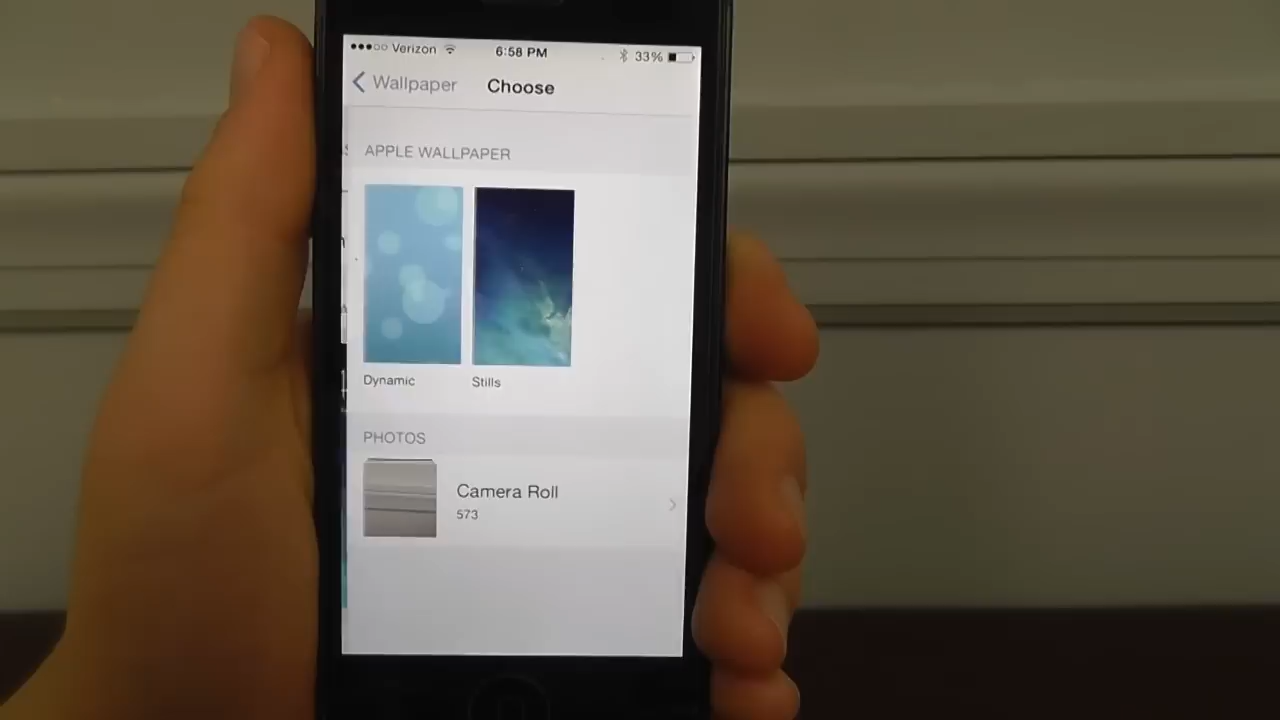 Verizon 6:58 PM 33%
Wallpaper Choose
APPLE WALLPAPER
Dynamic Stills
PHOTOS
Camera Roll
573